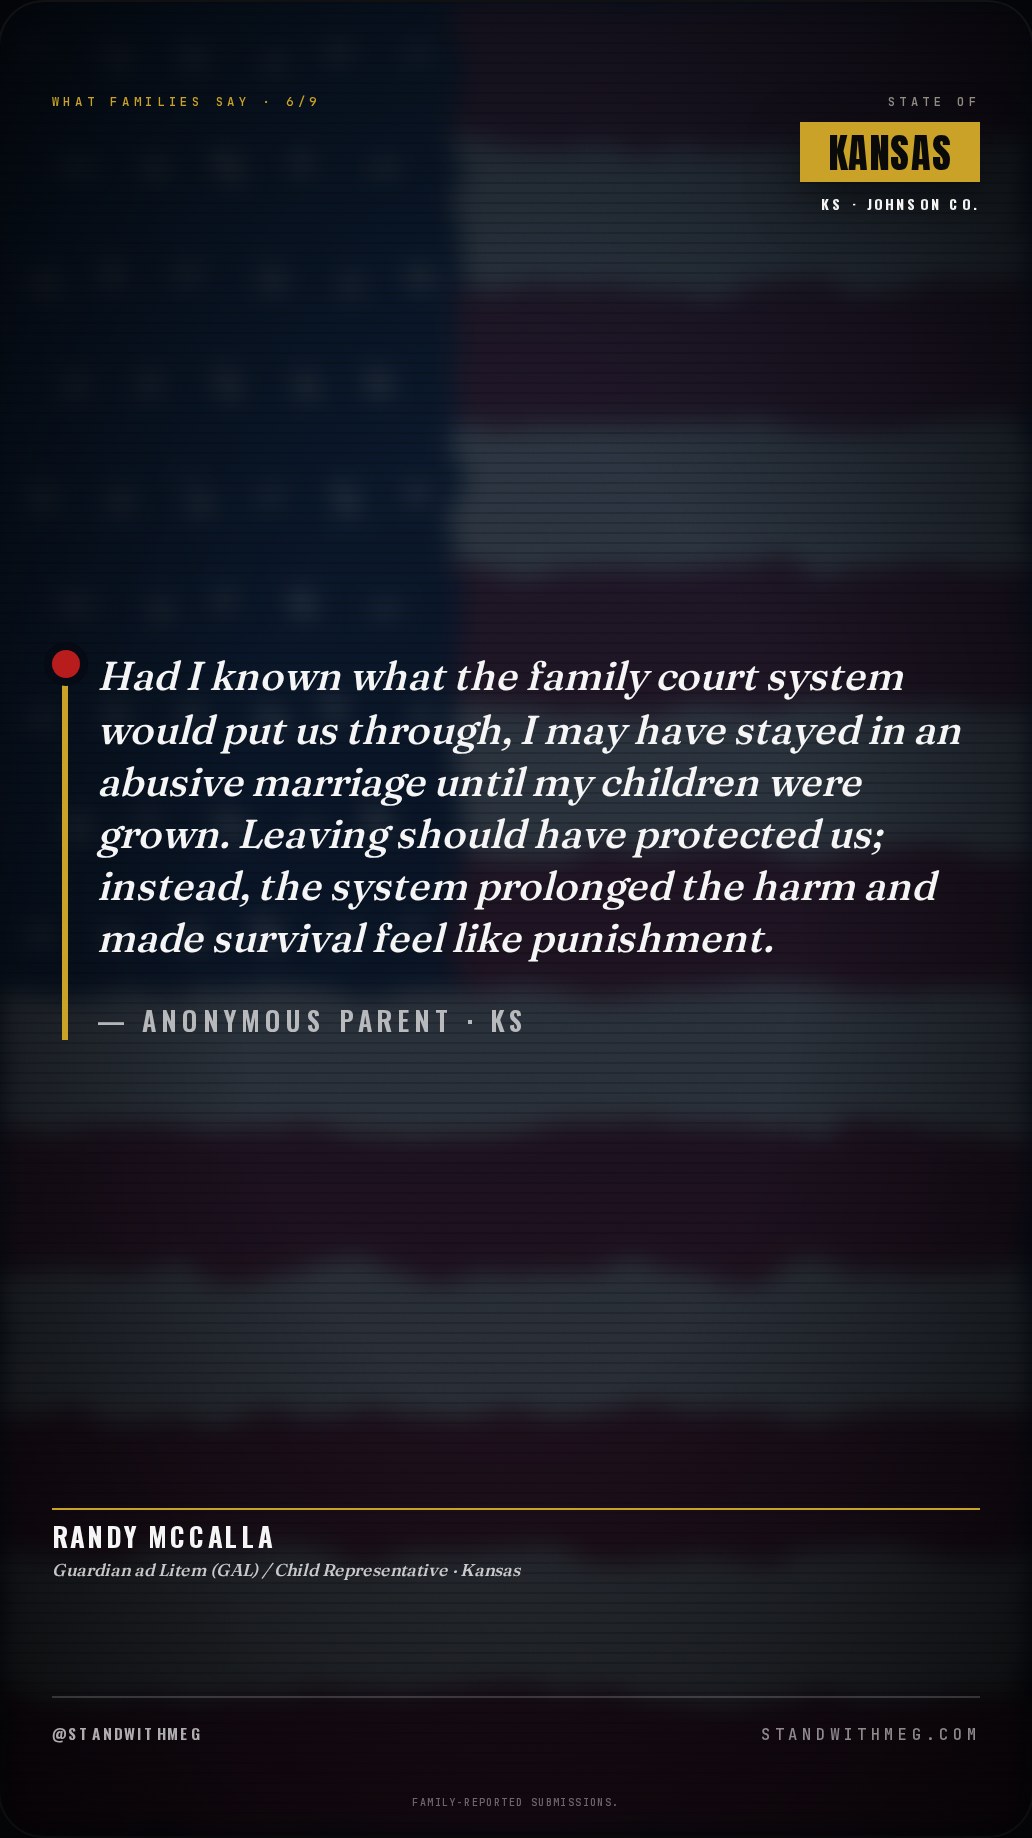 WHAT FAMILIES SAY · 6/9
STATE OF
KANSAS
KS · JOHNSON CO.
Had I known what the family court system
would put us through, I may have stayed in an
abusive marriage until my children were
grown. Leaving should have protected us;
instead, the system prolonged the harm and
made survival feel like punishment.
— ANONYMOUS PARENT · KS
RANDY MCCALLA
Guardian ad Litem (GAL) / Child Representative · Kansas
@STANDWITHMEG
STANDWITHMEG.COM
FAMILY-REPORTED SUBMISSIONS.